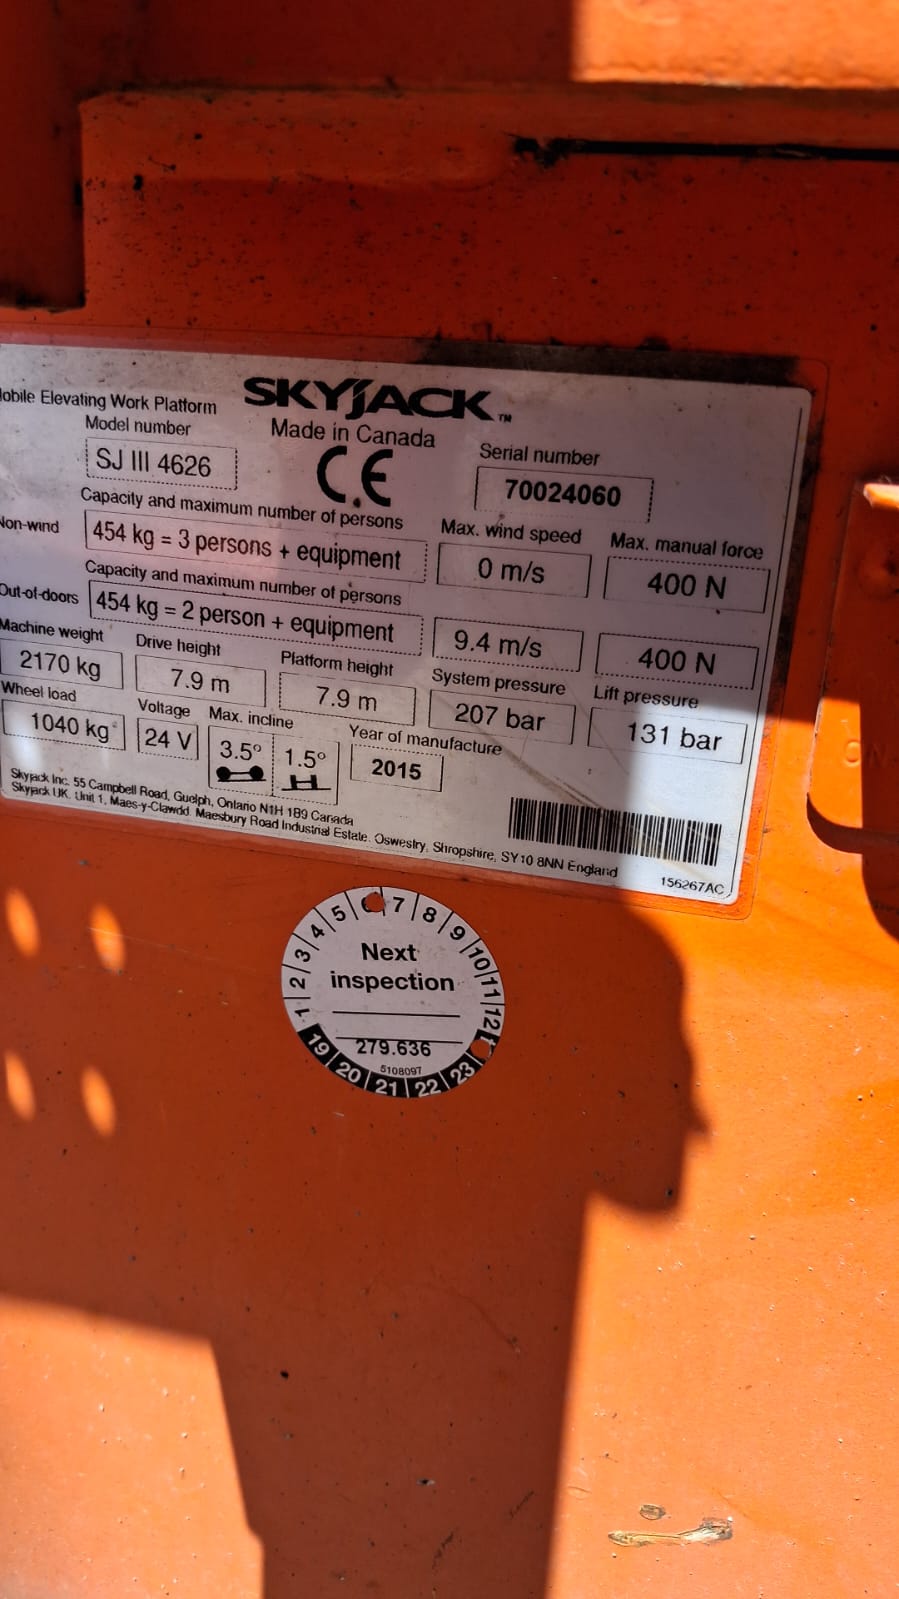 SKYJACK™
Mobile Elevating Work Platform
Made in Canada
CE
Model number
SJ III 4626
Serial number
70024060
Capacity and maximum number of persons
Non-wind
454 kg = 3 persons + equipment
Max. wind speed
0 m/s
Max. manual force
400 N
Capacity and maximum number of persons
Out-of-doors
454 kg = 2 person + equipment
9.4 m/s
400 N
Machine weight
2170 kg
Drive height
7.9 m
Platform height
7.9 m
System pressure
207 bar
Lift pressure
131 bar
Wheel load
1040 kg
Voltage
24 V
Max. incline
3.5°
1.5°
Year of manufacture
2015
Skyjack Inc. 55 Campbell Road, Guelph, Ontario N1H 1B9 Canada
Skyjack UK. Unit 1, Maes-y-Clawdd. Maesbury Road Industrial Estate. Oswestry, Shropshire, SY10 8NN England
156267AC
1 2 3 4 5 6 7 8 9 10 11 12
Next
inspection
279.636
5108097
19 20 21 22 23